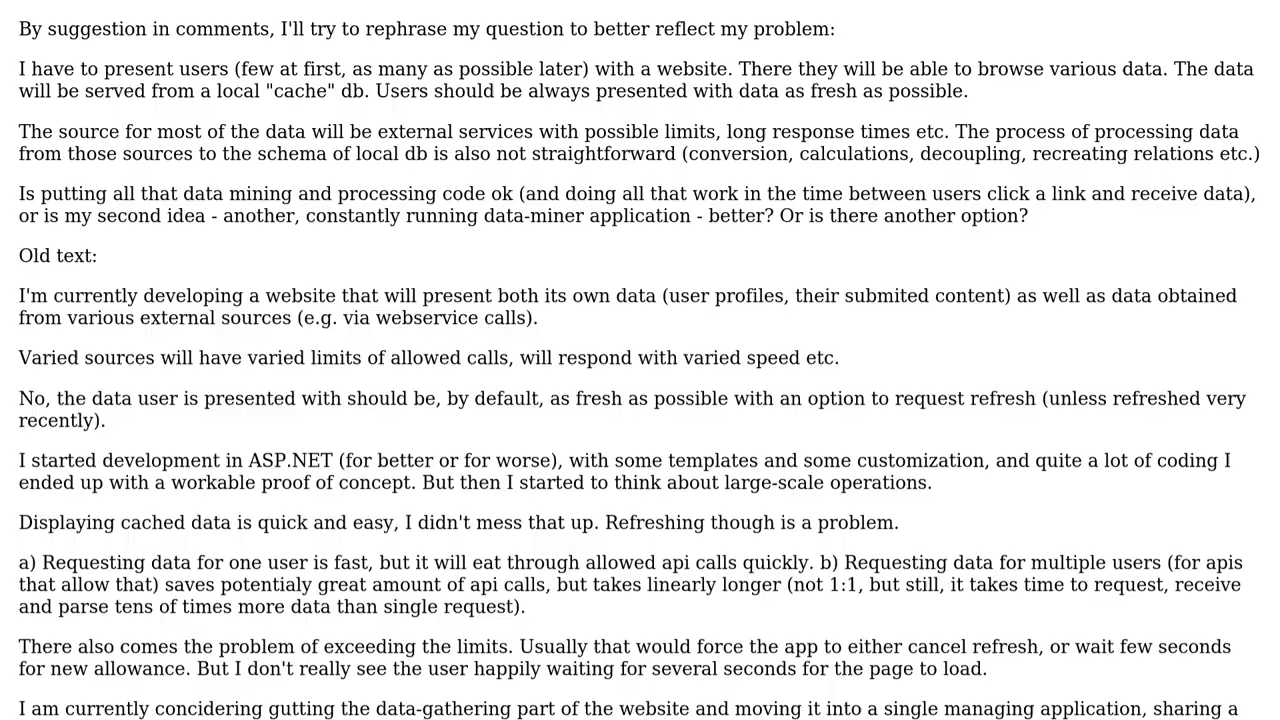 By suggestion in comments, I'll try to rephrase my question to better reflect my problem:
I have to present users (few at first, as many as possible later) with a website. There they will be able to browse various data. The data
will be served from a local "cache" db. Users should be always presented with data as fresh as possible.
The source for most of the data will be external services with possible limits, long response times etc. The process of processing data
from those sources to the schema of local db is also not straightforward (conversion, calculations, decoupling, recreating relations etc.)
Is putting all that data mining and processing code ok (and doing all that work in the time between users click a link and receive data),
or is my second idea - another, constantly running data-miner application - better? Or is there another option?
Old text:
I'm currently developing a website that will present both its own data (user profiles, their submited content) as well as data obtained
from various external sources (e.g. via webservice calls).
Varied sources will have varied limits of allowed calls, will respond with varied speed etc.
No, the data user is presented with should be, by default, as fresh as possible with an option to request refresh (unless refreshed very
recently).
I started development in ASP.NET (for better or for worse), with some templates and some customization, and quite a lot of coding I
ended up with a workable proof of concept. But then I started to think about large-scale operations.
Displaying cached data is quick and easy, I didn't mess that up. Refreshing though is a problem.
a) Requesting data for one user is fast, but it will eat through allowed api calls quickly. b) Requesting data for multiple users (for apis
that allow that) saves potentialy great amount of api calls, but takes linearly longer (not 1:1, but still, it takes time to request, receive
and parse tens of times more data than single request).
There also comes the problem of exceeding the limits. Usually that would force the app to either cancel refresh, or wait few seconds
for new allowance. But I don't really see the user happily waiting for several seconds for the page to load.
I am currently concidering gutting the data-gathering part of the website and moving it into a single managing application, sharing a